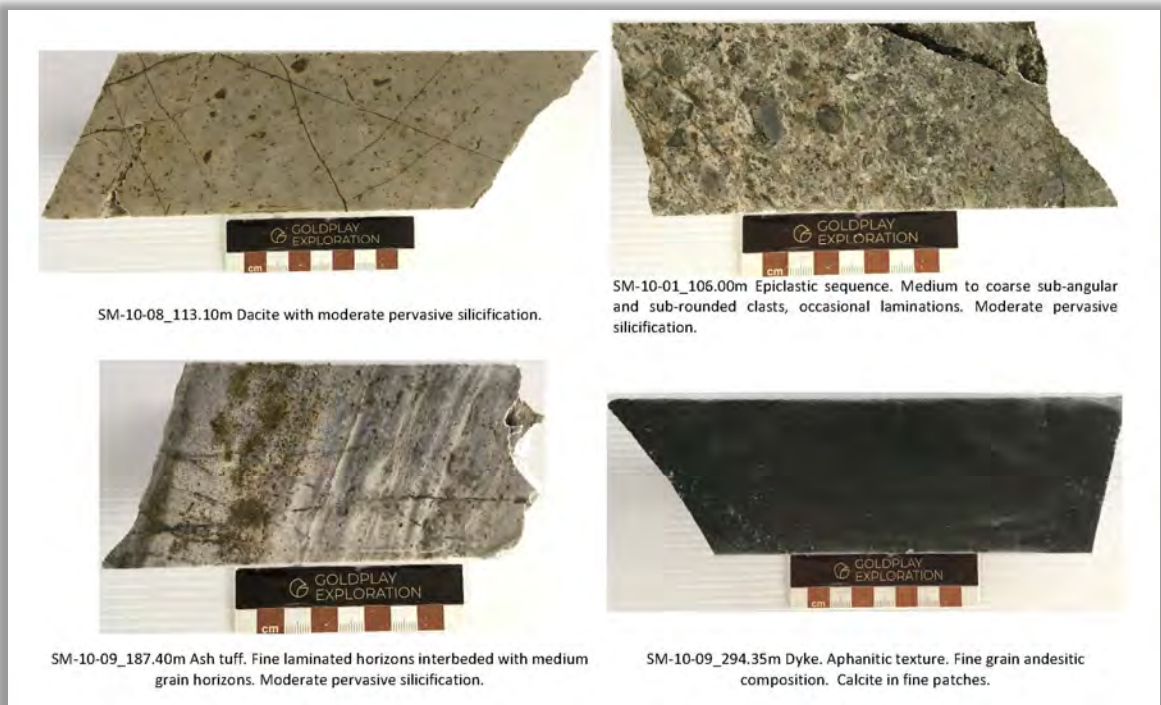 GOLDPLAY
EXPLORATION
cm
SM-10-08_113.10m Dacite with moderate pervasive silicification.
GOLDPLAY
EXPLORATION
cm
SM-10-01_106.00m Epiclastic sequence. Medium to coarse sub-angular
and sub-rounded clasts, occasional laminations. Moderate pervasive
silicification.
GOLDPLAY
EXPLORATION
cm
SM-10-09_187.40m Ash tuff. Fine laminated horizons interbeded with medium
grain horizons. Moderate pervasive silicification.
GOLDPLAY
EXPLORATION
cm
SM-10-09_294.35m Dyke. Aphanitic texture. Fine grain andesitic
composition. Calcite in fine patches.